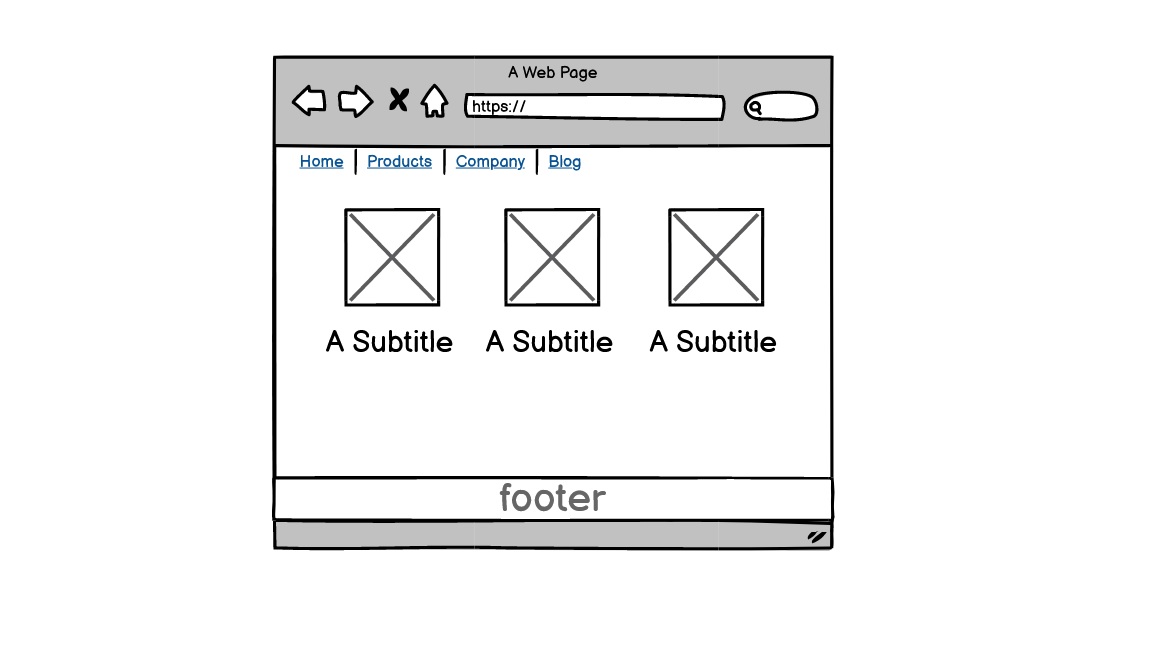 A Web Page
https://
Home Products Company Blog
A Subtitle A Subtitle A Subtitle
footer